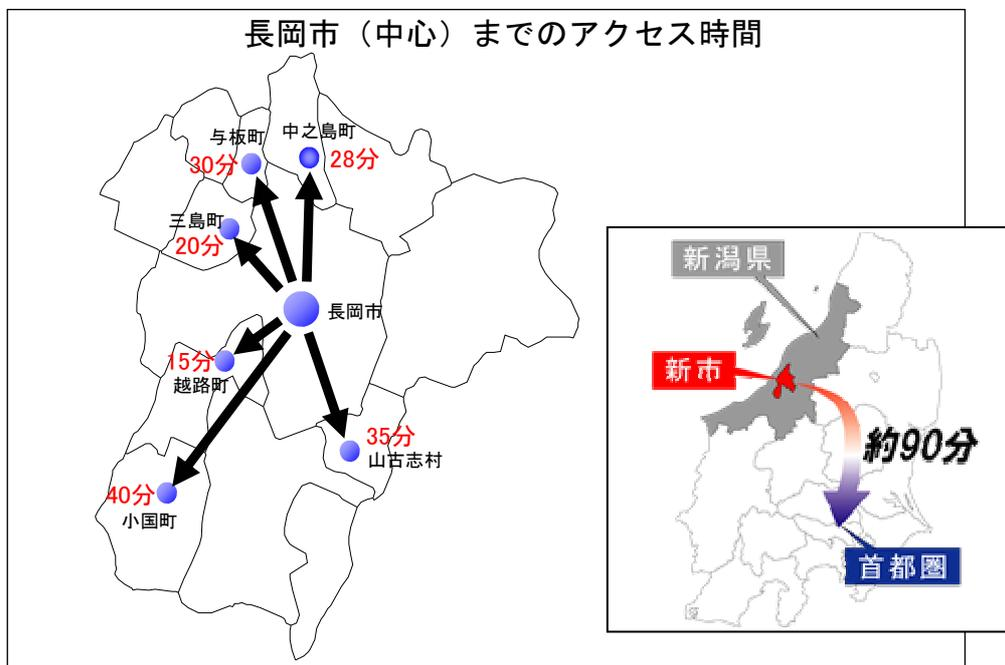 長岡市（中心）までのアクセス時間
与板町
中之島町
30分
28分
三島町
20分
長岡市
15分
越路町
35分
山古志村
40分
小国町
新潟県
新市
約90分
首都圏